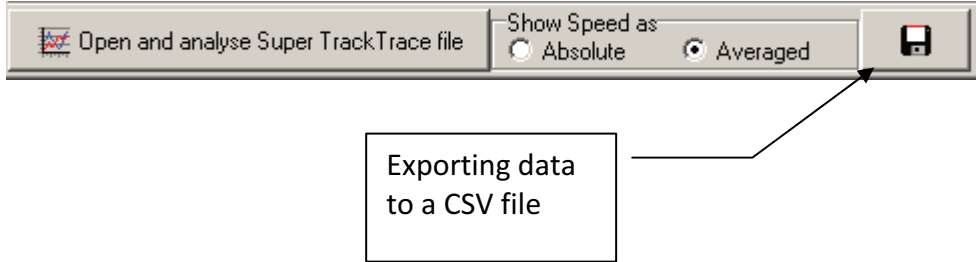 Open and analyse Super TrackTrace file
Show Speed as
Absolute
Averaged
Exporting data
to a CSV file